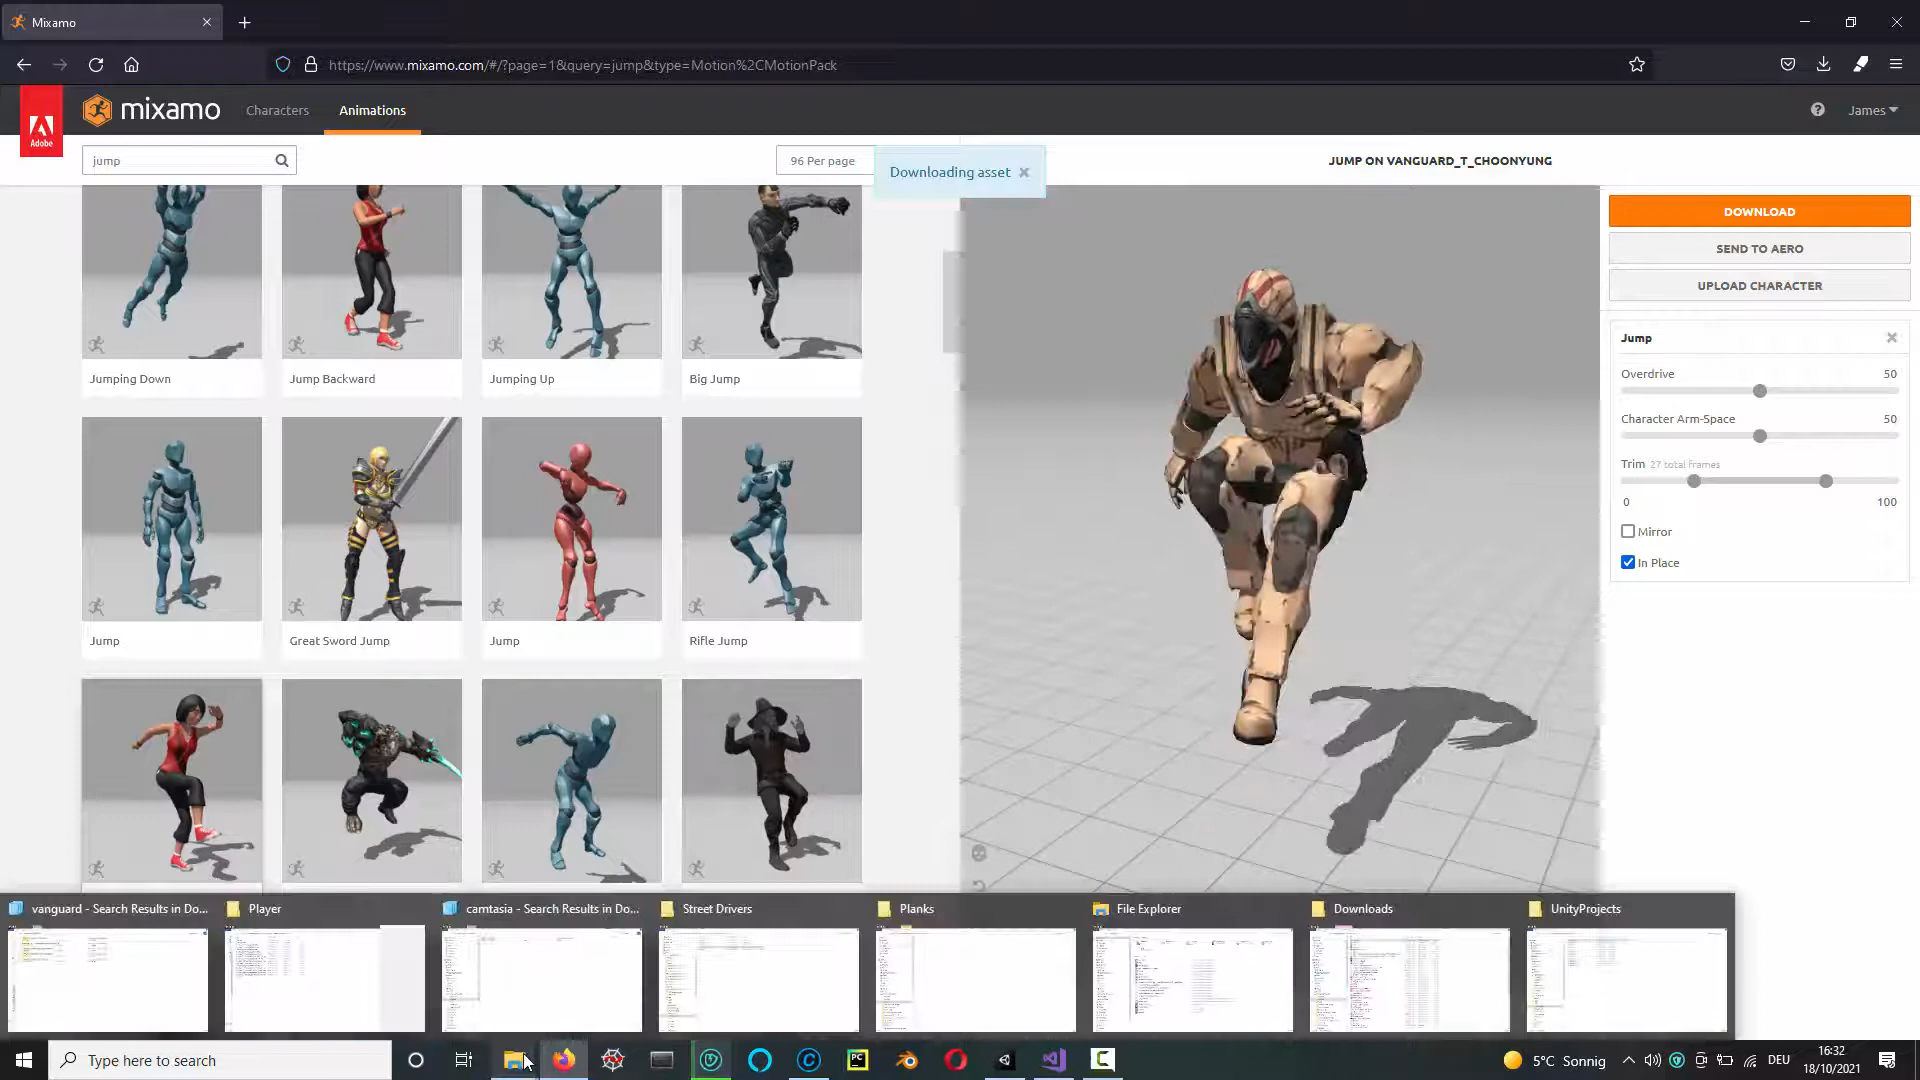 Mixamo
https://www.mixamo.com/#/?page=1&query=jump&type=Motion%2CMotionPack
Adobe
mixamo
Characters
Animations
James
jump
96 Per page
Downloading asset
JUMP ON VANGUARD_T_CHOONYUNG
DOWNLOAD
SEND TO AERO
UPLOAD CHARACTER
Jumping Down
Jump Backward
Jumping Up
Big Jump
Jump
Overdrive 50
Character Arm-Space 50
Trim 27 total frames
0 100
Mirror
In Place
Jump
Great Sword Jump
Jump
Rifle Jump
vanguard - Search Results in Do...
Player
camtasia - Search Results in Do...
Street Drivers
Planks
File Explorer
Downloads
UnityProjects
Type here to search
PC
5°C Sonnig
DEU
16:32
18/10/2021